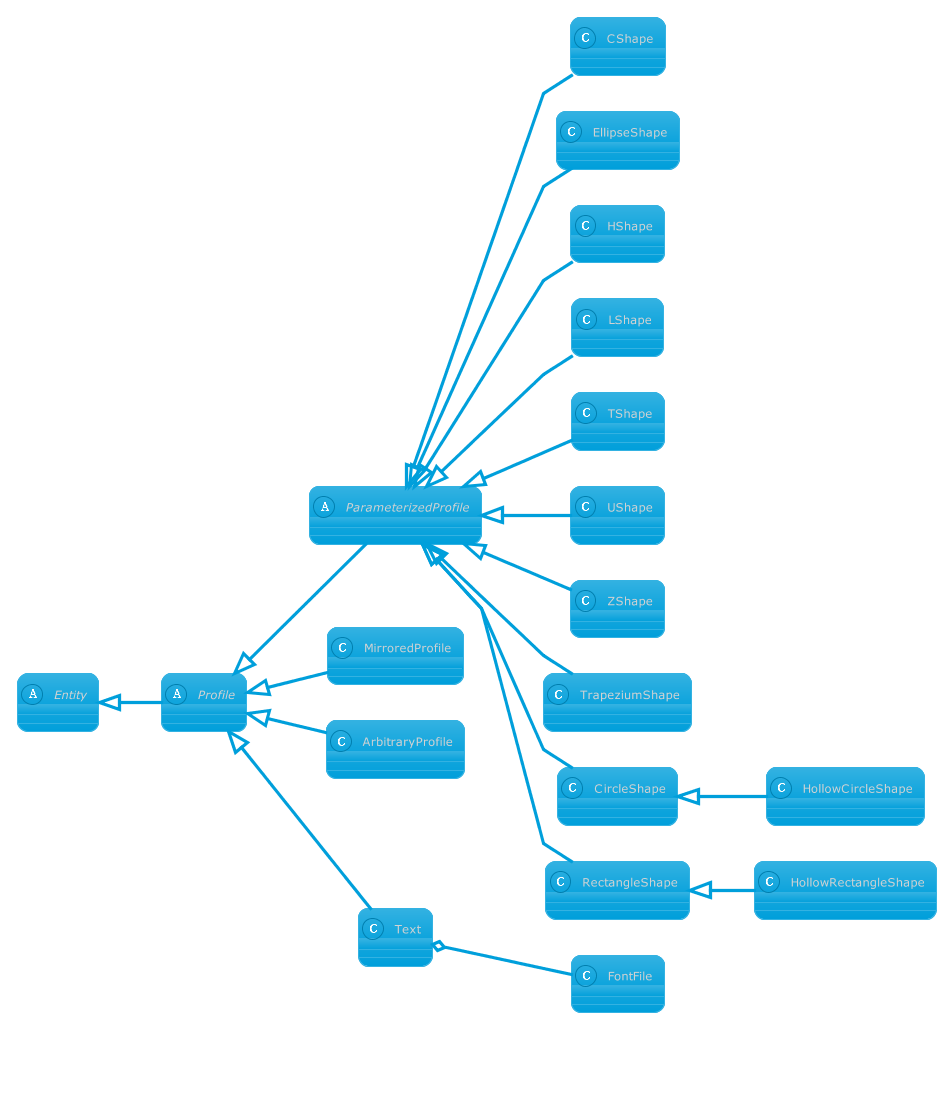 C CShape
C EllipseShape
C HShape
C LShape
C TShape
A ParameterizedProfile
C UShape
C ZShape
C MirroredProfile
A Entity
A Profile
C TrapeziumShape
C ArbitraryProfile
C CircleShape
C HollowCircleShape
C RectangleShape
C HollowRectangleShape
C Text
C FontFile